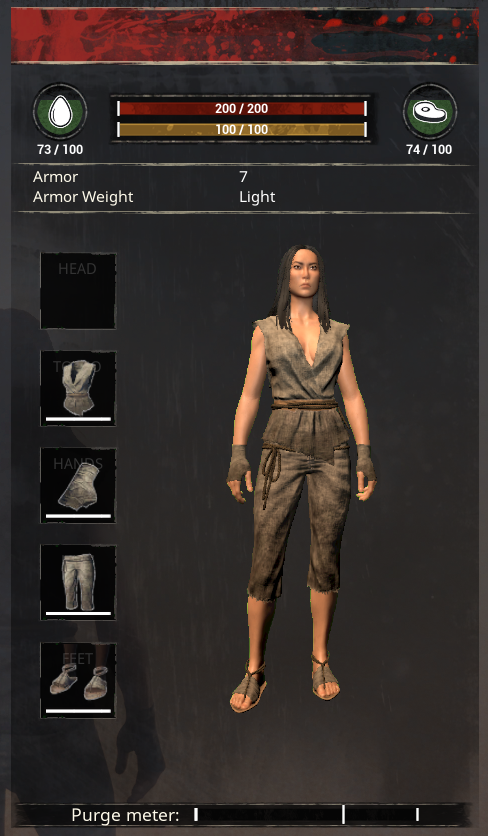 200 / 200
100 / 100
73 / 100
74 / 100
Armor 7
Armor Weight Light
HEAD
HANDS
FEET
Purge meter: